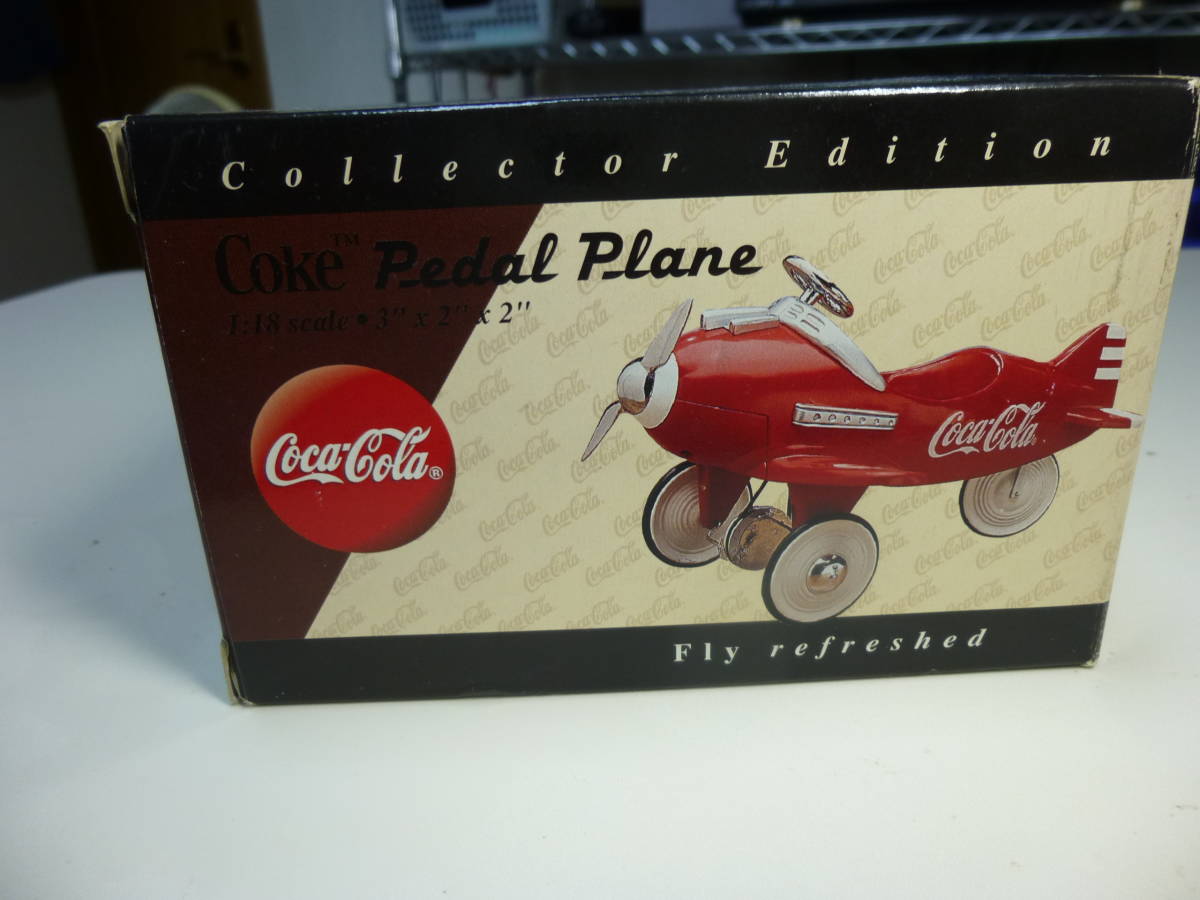 Collector Edition
Coke™ Pedal Plane
1:18 scale • 3" x 2" x 2"
Coca-Cola®
Coca-Cola
Fly refreshed